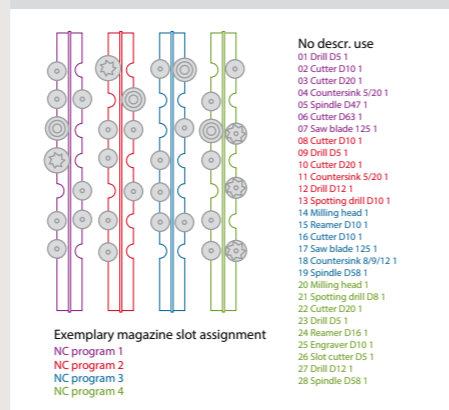 No descr. use
01 Drill D5 1
02 Cutter D10 1
03 Cutter D20 1
04 Countersink 5/20 1
05 Spindle D47 1
06 Cutter D63 1
07 Saw blade 125 1
08 Cutter D10 1
09 Drill D5 1
10 Cutter D20 1
11 Countersink 5/20 1
12 Drill D12 1
13 Spotting drill D10 1
14 Milling head 1
15 Reamer D10 1
16 Cutter D10 1
17 Saw blade 125 1
18 Countersink 8/9/12 1
19 Spindle D58 1
20 Milling head 1
21 Spotting drill D8 1
22 Cutter D20 1
23 Drill D5 1
24 Reamer D16 1
25 Engraver D10 1
26 Slot cutter D5 1
27 Drill D12 1
28 Spindle D58 1
Exemplary magazine slot assignment
NC program 1
NC program 2
NC program 3
NC program 4